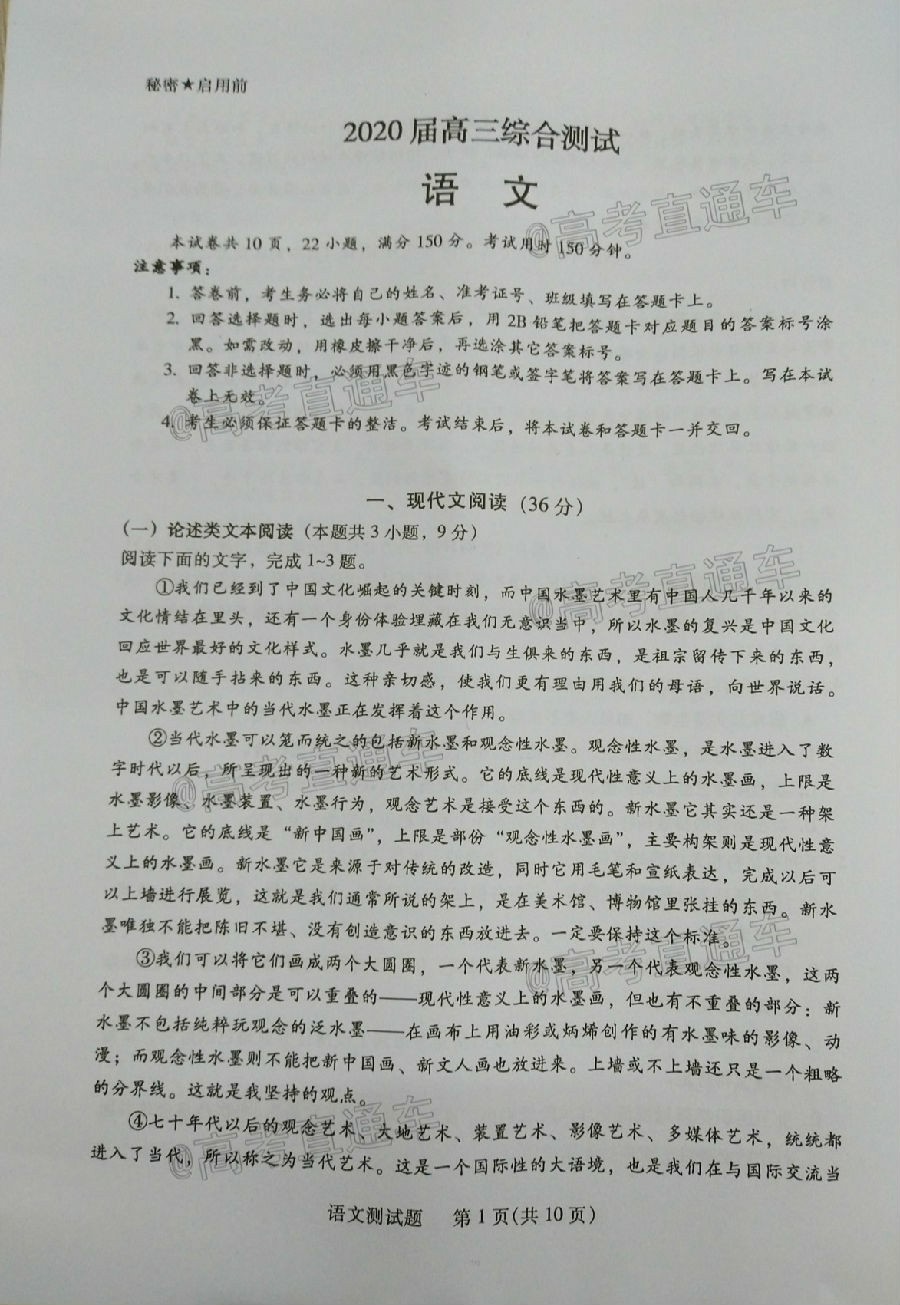 秘密★启用前
2020届高三综合测试
语 文
本试卷共10页，22小题，满分150分。考试用时150分钟。
注意事项：
1. 答卷前，考生务必将自己的姓名、准考证号、班级填写在答题卡上。
2. 回答选择题时，选出每小题答案后，用2B铅笔把答题卡对应题目的答案标号涂
黑。如需改动，用橡皮擦干净后，再选涂其它答案标号。
3. 回答非选择题时，必须用黑色字迹的钢笔或签字笔将答案写在答题卡上。写在本试
卷上无效。
4. 考生必须保证答题卡的整洁。考试结束后，将本试卷和答题卡一并交回。
一、现代文阅读（36分）
（一）论述类文本阅读（本题共3小题，9分）
阅读下面的文字，完成1~3题。
①我们已经到了中国文化崛起的关键时刻，而中国水墨艺术里有中国人几千年以来的
文化情结在里头，还有一个身份体验埋藏在我们无意识当中，所以水墨的复兴是中国文化
回应世界最好的文化样式。水墨几乎就是我们与生俱来的东西，是祖宗留传下来的东西，
也是可以随手拈来的东西。这种亲切感，使我们更有理由用我们的母语，向世界说话。
中国水墨艺术中的当代水墨正在发挥着这个作用。
②当代水墨可以笼而统之的包括新水墨和观念性水墨。观念性水墨，是水墨进入了数
字时代以后，所呈现出的一种新的艺术形式。它的底线是现代性意义上的水墨画，上限是
水墨影像、水墨装置、水墨行为，观念艺术是接受这个东西的。新水墨它其实还是一种架
上艺术。它的底线是“新中国画”，上限是部份“观念性水墨画”，主要构架则是现代性意
义上的水墨画。新水墨它是来源于对传统的改造，同时它用毛笔和宣纸表达，完成以后可
以上墙进行展览，这就是我们通常所说的架上，是在美术馆、博物馆里张挂的东西。新水
墨唯独不能把陈旧不堪、没有创造意识的东西放进去。一定要保持这个标准。
③我们可以将它们画成两个大圆圈，一个代表新水墨，另一个代表观念性水墨，这两
个大圆圈的中间部分是可以重叠的——现代性意义上的水墨画，但也有不重叠的部分：新
水墨不包括纯粹玩观念的泛水墨——在画布上用油彩或炳烯创作的有水墨味的影像、动
漫；而观念性水墨则不能把新中国画、新文人画也放进来。上墙或不上墙还只是一个粗略
的分界线。这就是我坚持的观点。
④七十年代以后的观念艺术、大地艺术、装置艺术、影像艺术、多媒体艺术，统统都
进入了当代，所以称之为当代艺术。这是一个国际性的大语境，也是我们在与国际交流当
语文测试题 第1页(共10页)
@高考直通车
@高考直通车
@高考直通车
@高考直通车
@高考直通车
@高考直通车